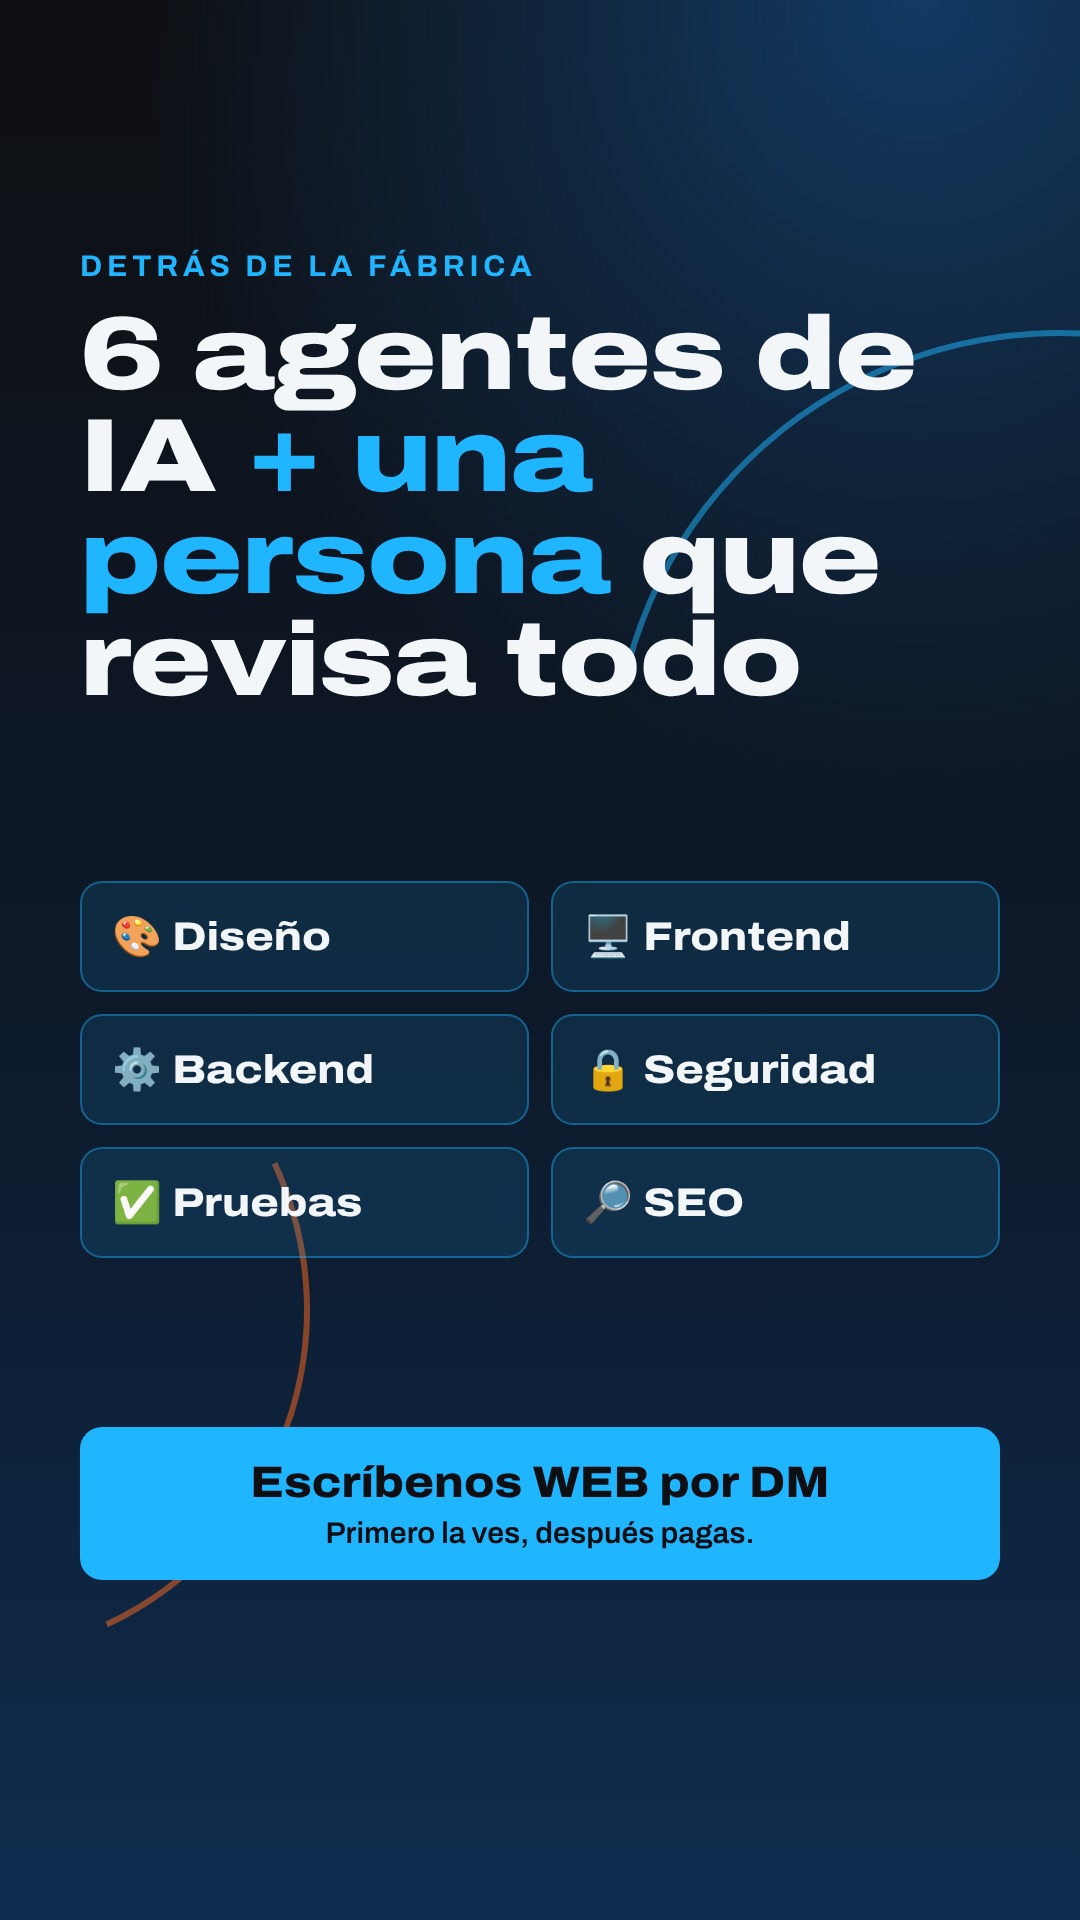 DETRÁS DE LA FÁBRICA
6 agentes de
IA + una
persona que
revisa todo
🎨 Diseño
🖥️ Frontend
⚙️ Backend
🔒 Seguridad
✅ Pruebas
🔎 SEO
Escríbenos WEB por DM
Primero la ves, después pagas.